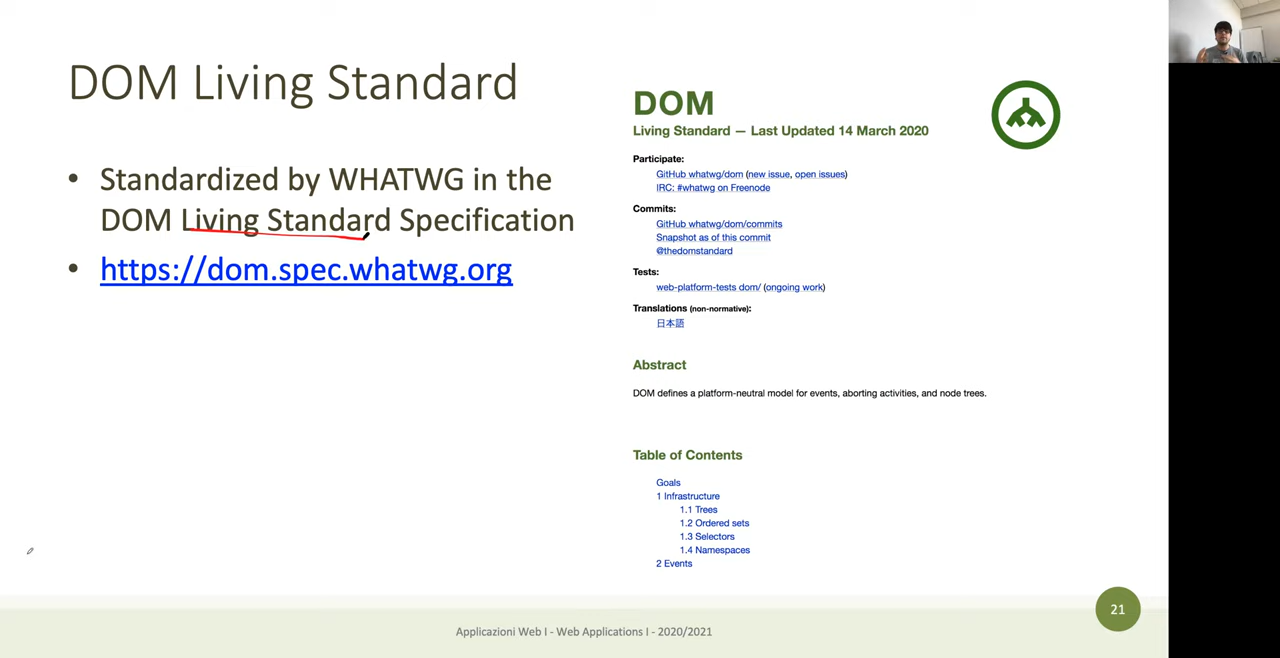 DOM Living Standard
• Standardized by WHATWG in the
DOM Living Standard Specification
• https://dom.spec.whatwg.org
DOM
Living Standard — Last Updated 14 March 2020
Participate:
GitHub whatwg/dom (new issue, open issues)
IRC: #whatwg on Freenode
Commits:
GitHub whatwg/dom/commits
Snapshot as of this commit
@thedomstandard
Tests:
web-platform-tests dom/ (ongoing work)
Translations (non-normative):
日本語
Abstract
DOM defines a platform-neutral model for events, aborting activities, and node trees.
Table of Contents
Goals
1 Infrastructure
1.1 Trees
1.2 Ordered sets
1.3 Selectors
1.4 Namespaces
2 Events
21
Applicazioni Web I - Web Applications I - 2020/2021